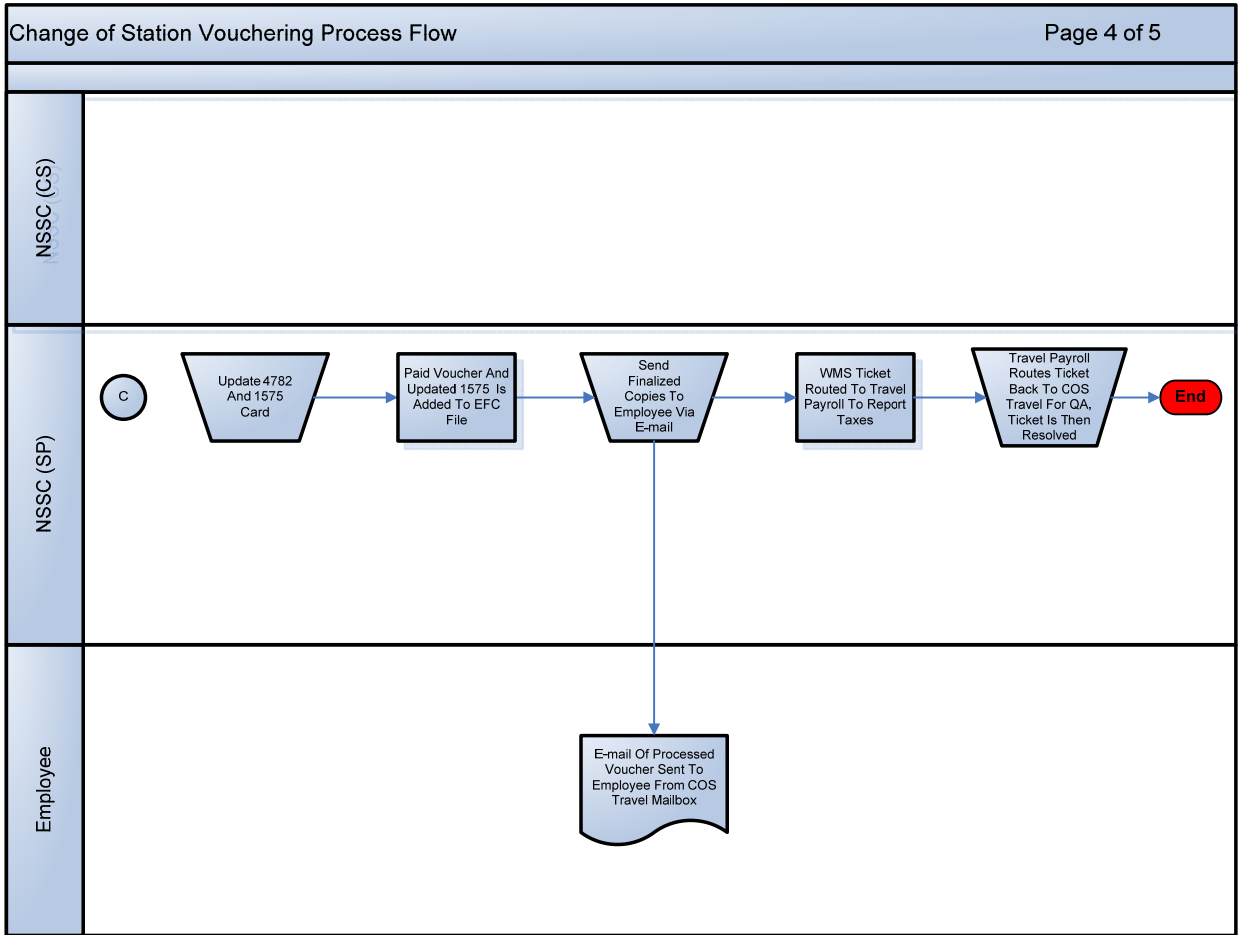 Change of Station Vouchering Process Flow
Page 4 of 5
NSSC (CS)
NSSC (SP)
C
Update 4782
And 1575
Card
Paid Voucher And
Updated 1575 Is
Added To EFC
File
Send
Finalized
Copies To
Employee Via
E-mail
WMS Ticket
Routed To Travel
Payroll To Report
Taxes
Travel Payroll
Routes Ticket
Back To COS
Travel For QA,
Ticket Is Then
Resolved
End
Employee
E-mail Of Processed
Voucher Sent To
Employee From COS
Travel Mailbox